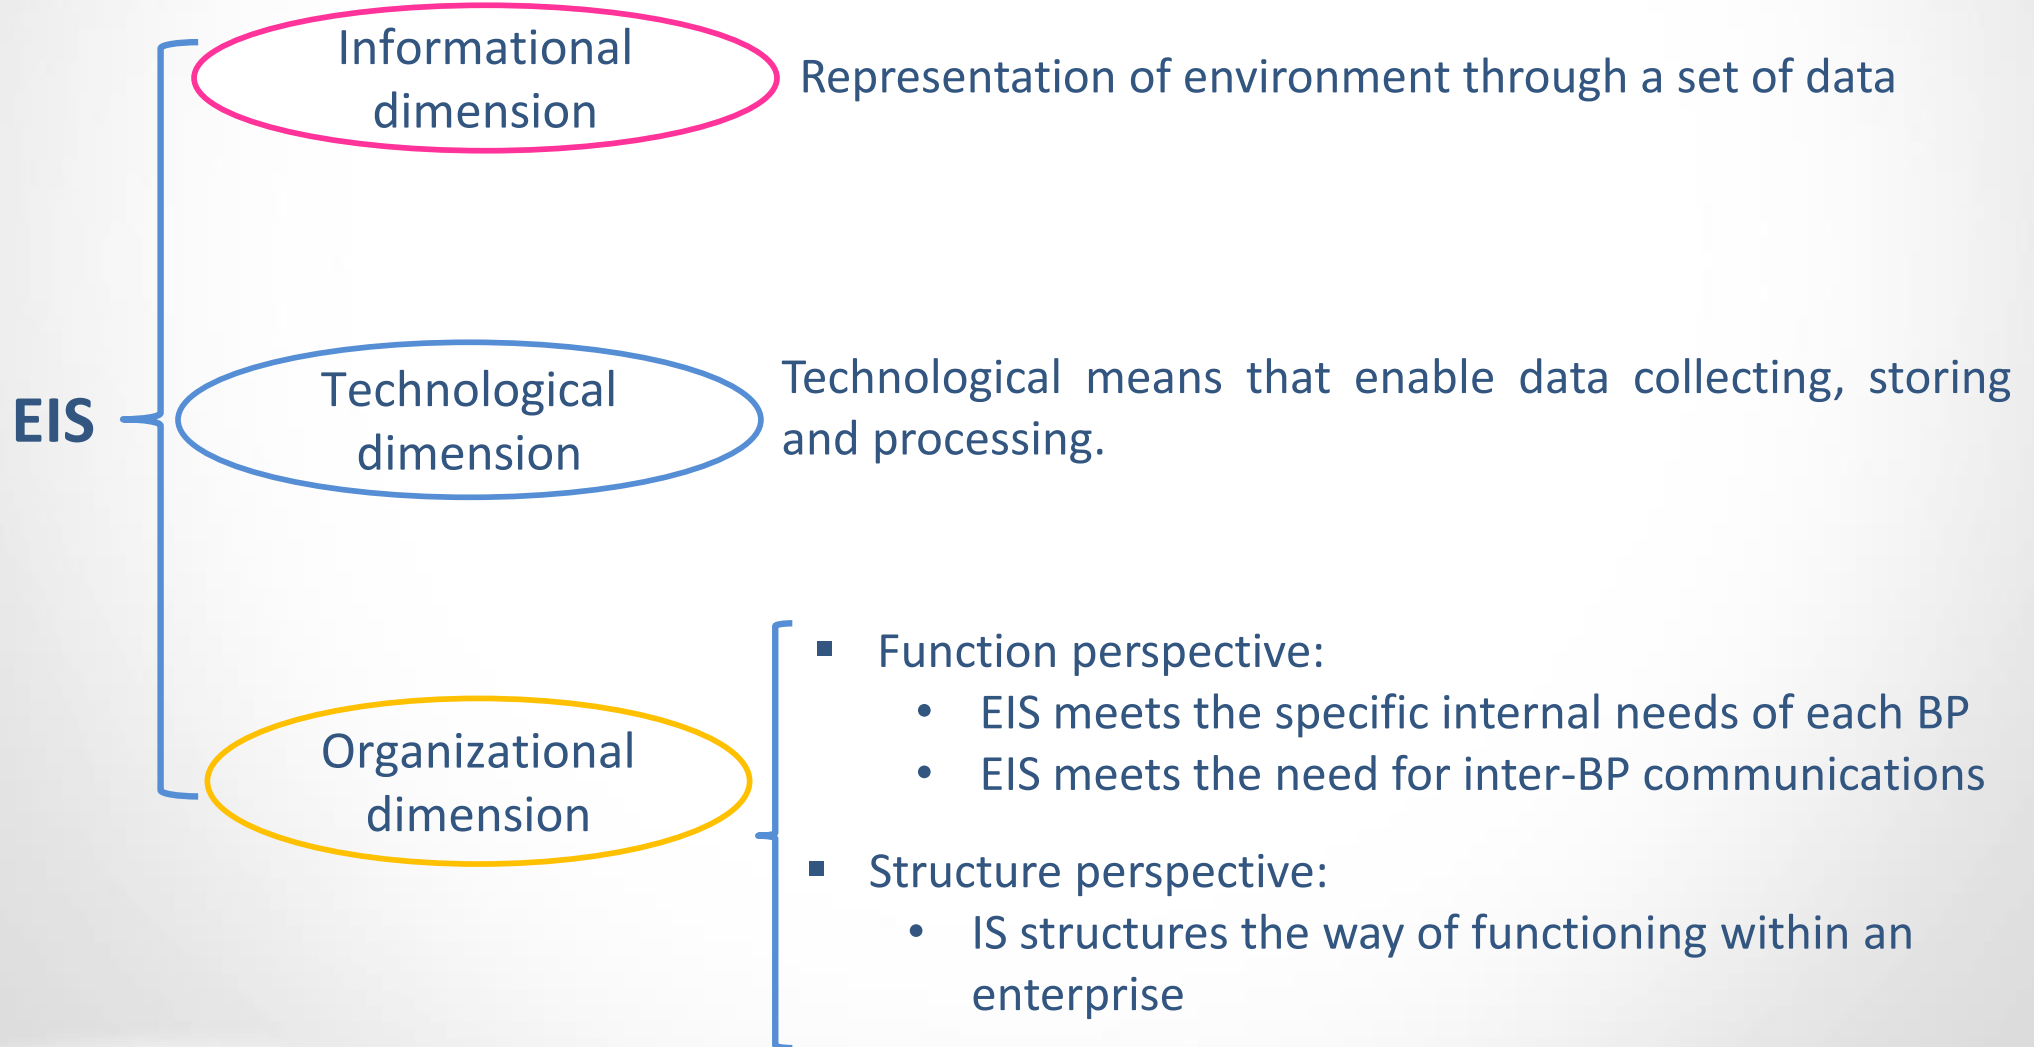 Informational
dimension
Representation of environment through a set of data
EIS
Technological
dimension
Technological means that enable data collecting, storing
and processing.
Organizational
dimension
▪ Function perspective:
• EIS meets the specific internal needs of each BP
• EIS meets the need for inter-BP communications
▪ Structure perspective:
• IS structures the way of functioning within an
enterprise